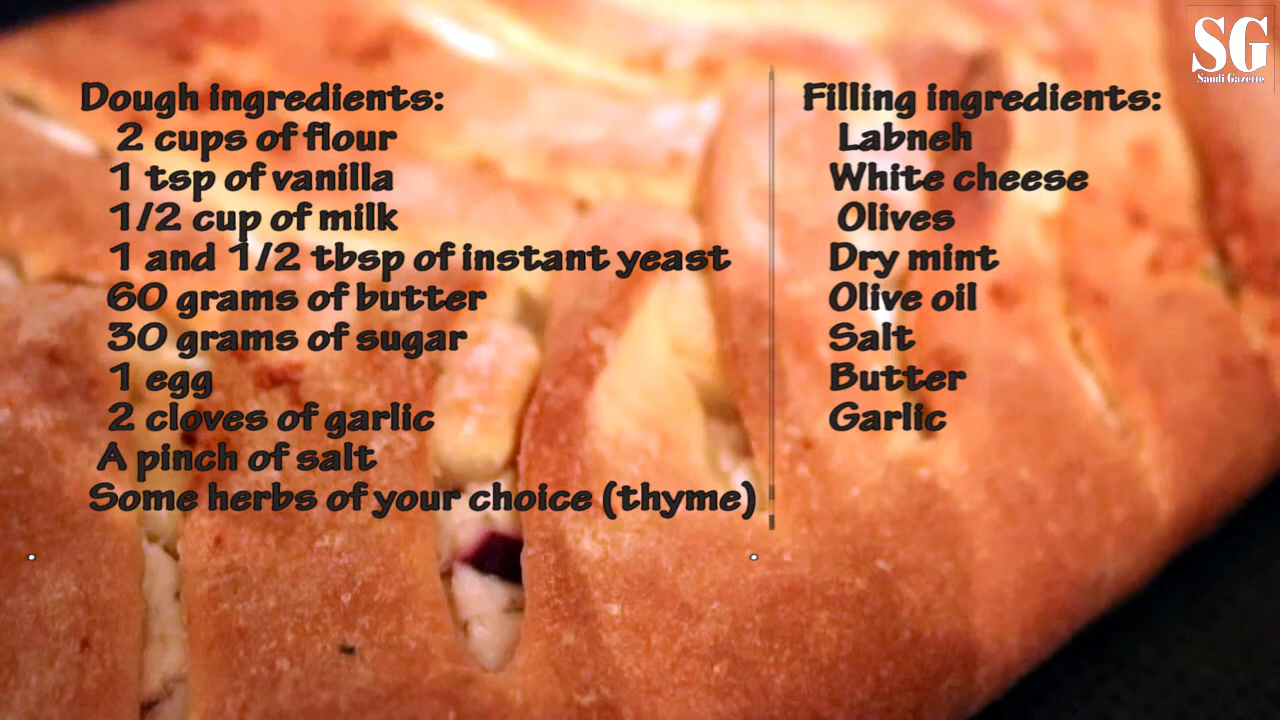 SG
Saudi Gazette
Dough ingredients:
2 cups of flour
1 tsp of vanilla
1/2 cup of milk
1 and 1/2 tbsp of instant yeast
60 grams of butter
30 grams of sugar
1 egg
2 cloves of garlic
A pinch of salt
Some herbs of your choice (thyme)
Filling ingredients:
Labneh
White cheese
Olives
Dry mint
Olive oil
Salt
Butter
Garlic